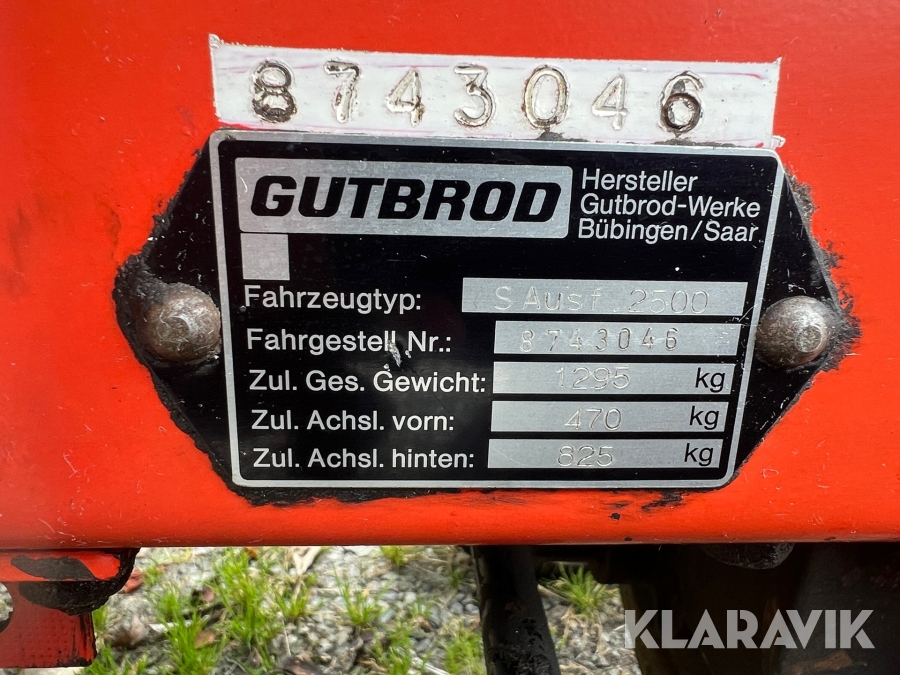 8743046
GUTBROD
Hersteller
Gutbrod-Werke
Bübingen/Saar
Fahrzeugtyp: S Ausf 2500
Fahrgestell Nr.: 8743046
Zul. Ges. Gewicht: 1295 kg
Zul. Achsl. vorn: 470 kg
Zul. Achsl. hinten: 825 kg
KLARAVIK